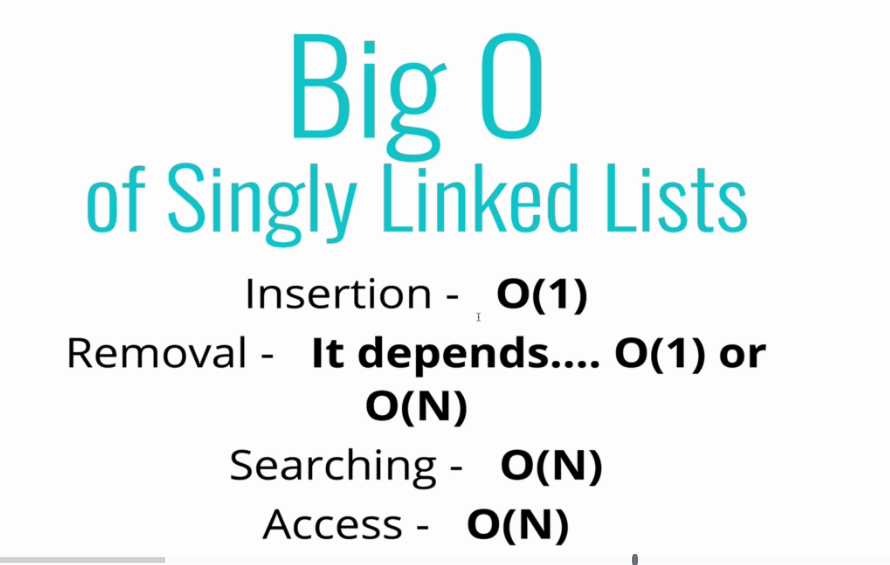 Big O
of Singly Linked Lists
Insertion - O(1)
Removal - It depends.... O(1) or
O(N)
Searching - O(N)
Access - O(N)